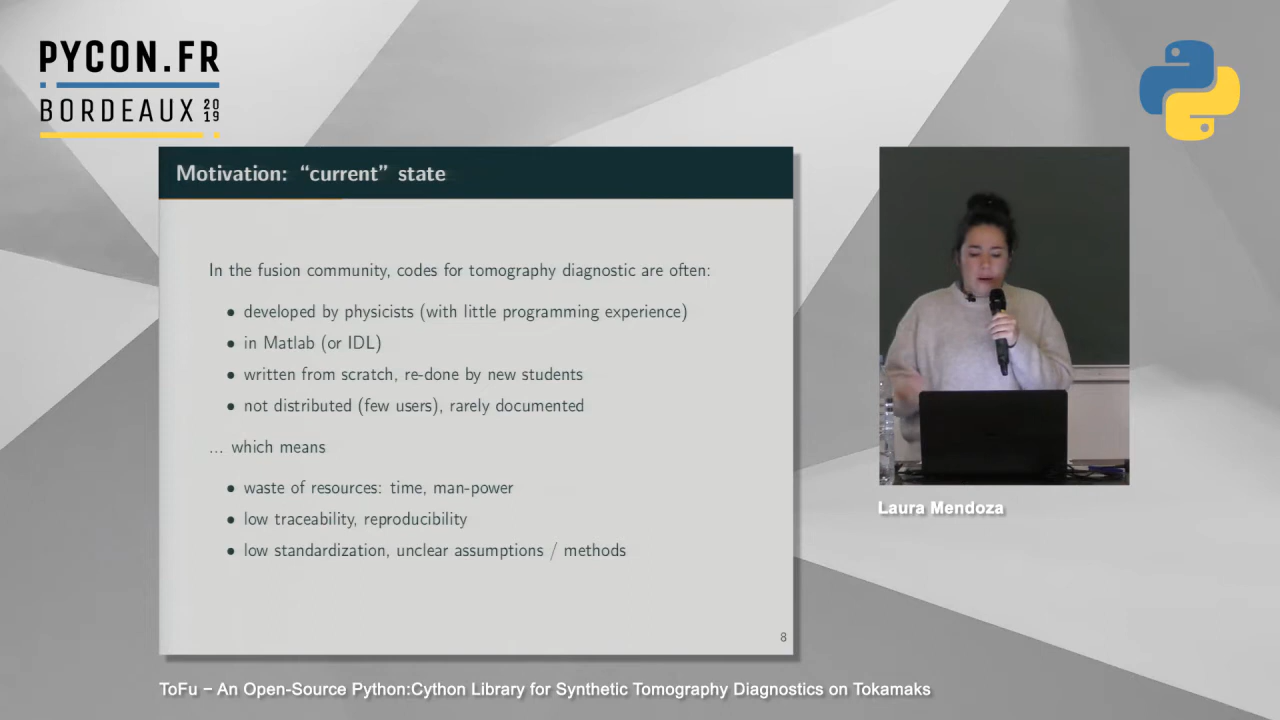 PYCON.FR
BORDEAUX 2019
Motivation: “current” state
In the fusion community, codes for tomography diagnostic are often:
• developed by physicists (with little programming experience)
• in Matlab (or IDL)
• written from scratch, re-done by new students
• not distributed (few users), rarely documented
... which means
• waste of resources: time, man-power
• low traceability, reproducibility
• low standardization, unclear assumptions / methods
8
Laura Mendoza
ToFu – An Open-Source Python:Cython Library for Synthetic Tomography Diagnostics on Tokamaks